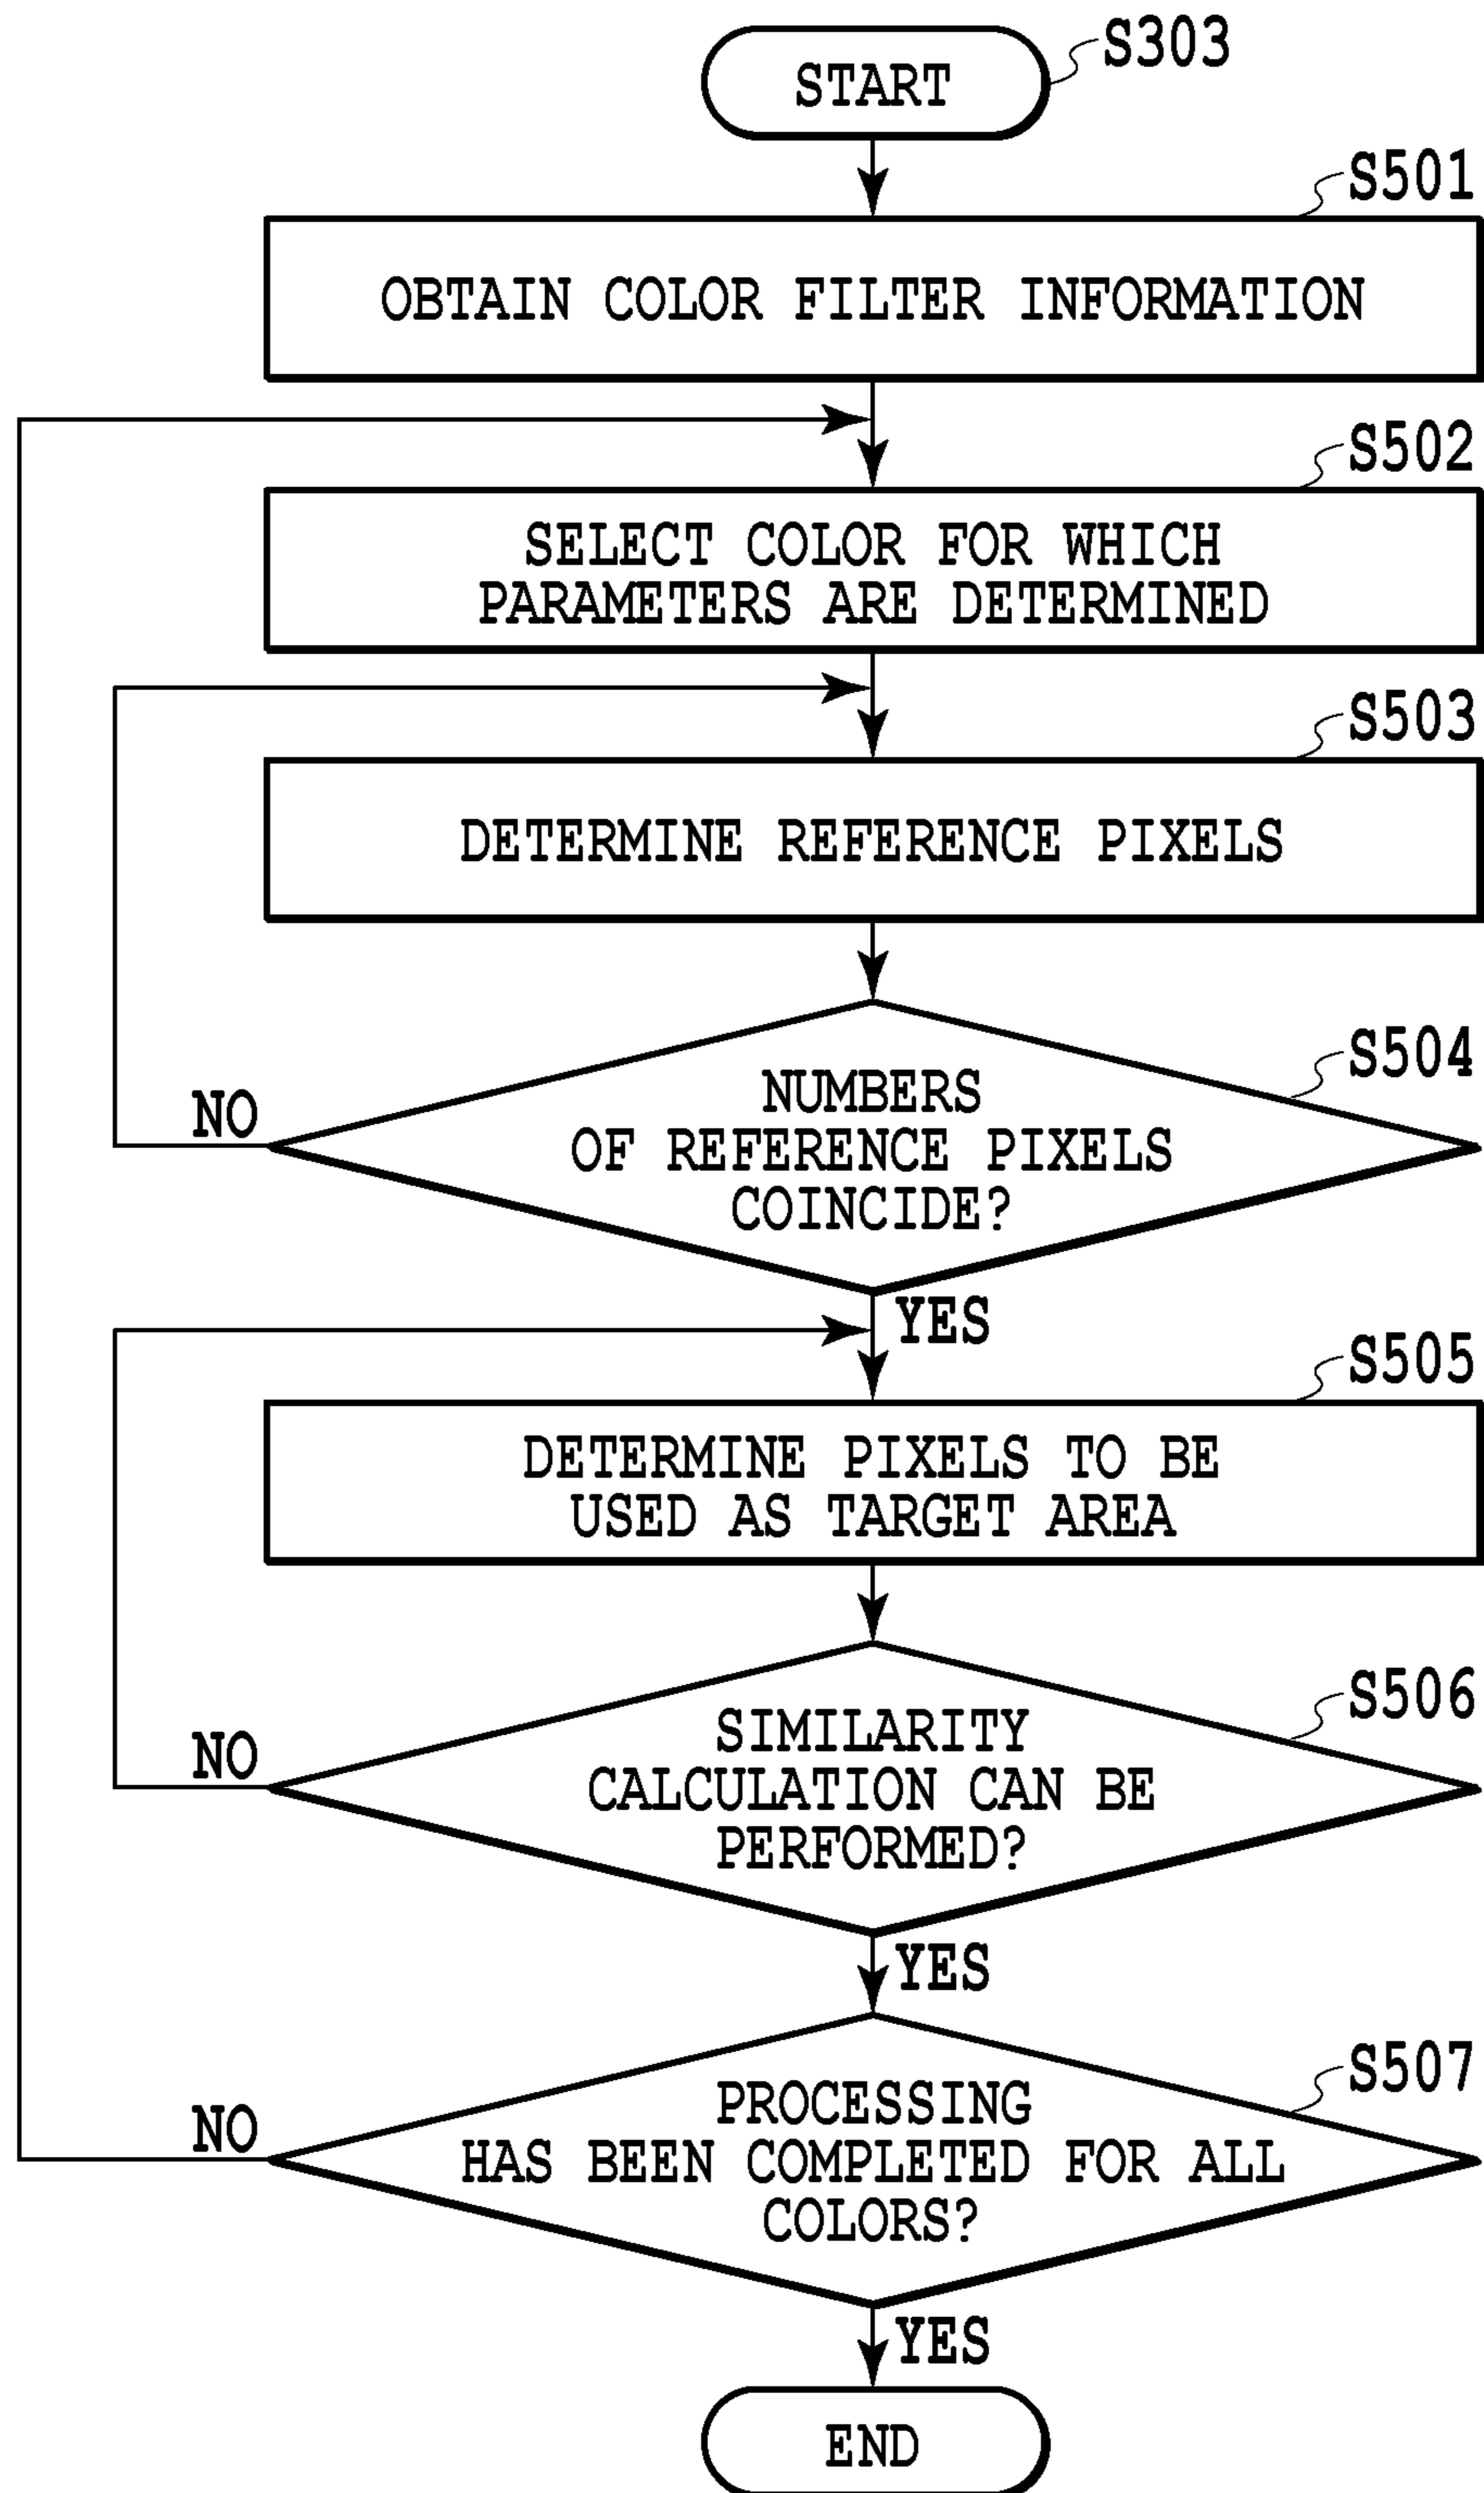 START
S303
S501
OBTAIN COLOR FILTER INFORMATION
S502
SELECT COLOR FOR WHICH
PARAMETERS ARE DETERMINED
S503
DETERMINE REFERENCE PIXELS
S504
NUMBERS
OF REFERENCE PIXELS
COINCIDE?
NO
YES
S505
DETERMINE PIXELS TO BE
USED AS TARGET AREA
S506
SIMILARITY
CALCULATION CAN BE
PERFORMED?
NO
YES
S507
PROCESSING
HAS BEEN COMPLETED FOR ALL
COLORS?
NO
YES
END